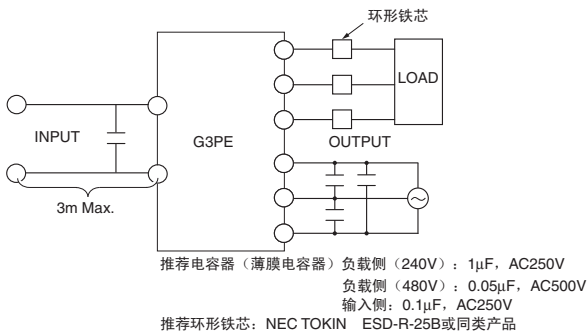 环形铁芯
LOAD
INPUT
G3PE
OUTPUT
3m Max.
推荐电容器（薄膜电容器）负载侧（240V）：1μF，AC250V
负载侧（480V）：0.05μF，AC500V
输入侧：0.1μF，AC250V
推荐环形铁芯：NEC TOKIN ESD-R-25B或同类产品